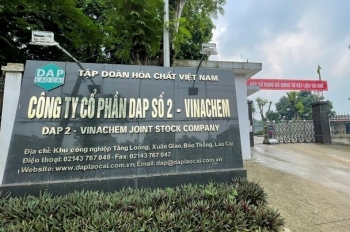 DAP
LAO CAI
TẬP ĐOÀN HÓA CHẤT VIỆT NAM
CÔNG TY CỔ PHẦN DAP SỐ 2 - VINACHEM
DAP 2 - VINACHEM JOINT STOCK COMPANY
Địa chỉ: Khu công nghiệp Tằng Loỏng, Xuân Giao, Bảo Thắng, Lào Cai
Điện thoại: 02143 767 048 - Fax: 02143 767 047
Website: www.daplaocai.com.vn Email: dap@daplaocai.com.vn